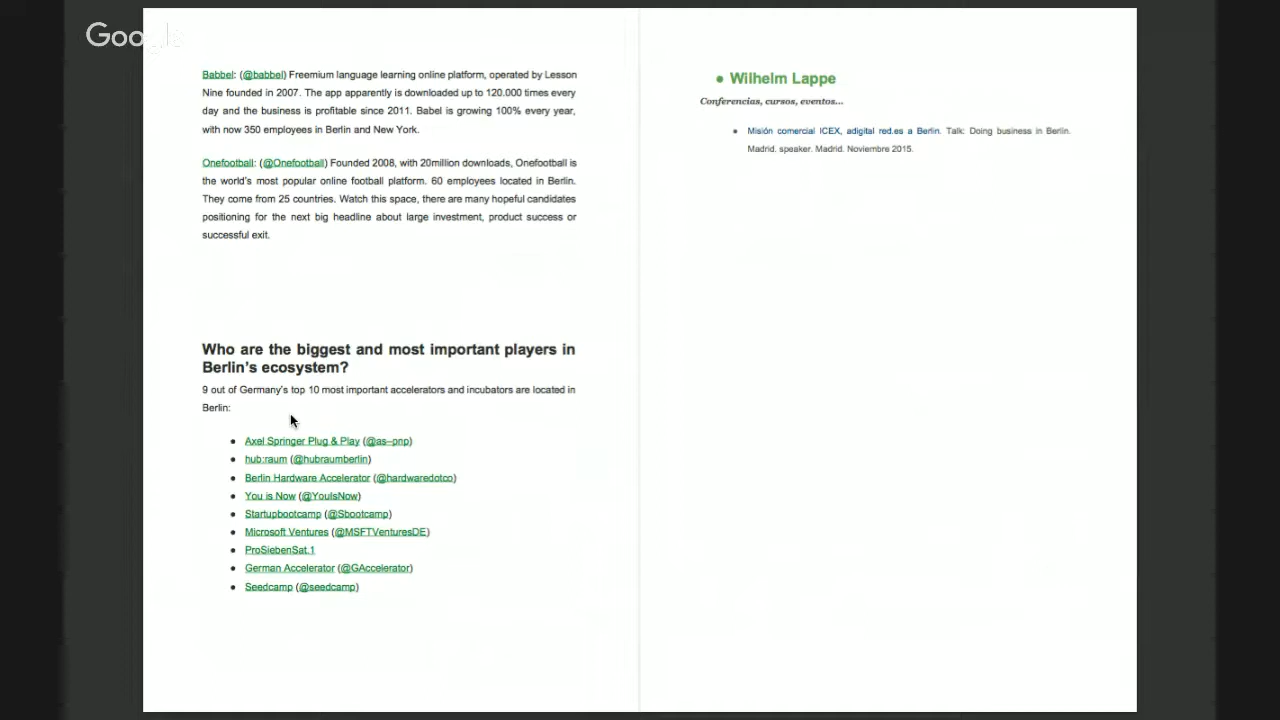 Google
Babbel: (@babbel) Freemium language learning online platform, operated by Lesson
Nine founded in 2007. The app apparently is downloaded up to 120.000 times every
day and the business is profitable since 2011. Babel is growing 100% every year,
with now 350 employees in Berlin and New York.
Onefootball: (@Onefootball) Founded 2008, with 20million downloads, Onefootball is
the world's most popular online football platform. 60 employees located in Berlin.
They come from 25 countries. Watch this space, there are many hopeful candidates
positioning for the next big headline about large investment, product success or
successful exit.
Who are the biggest and most important players in
Berlin's ecosystem?
9 out of Germany's top 10 most important accelerators and incubators are located in
Berlin:
• Axel Springer Plug & Play (@as–pnp)
• hub:raum (@hubraumberlin)
• Berlin Hardware Accelerator (@hardwaredotco)
• You is Now (@YouIsNow)
• Startupbootcamp (@Sbootcamp)
• Microsoft Ventures (@MSFTVenturesDE)
• ProSiebenSat.1
• German Accelerator (@GAccelerator)
• Seedcamp (@seedcamp)
• Wilhelm Lappe
Conferencias, cursos, eventos...
• Misión comercial ICEX, adigital red.es a Berlin. Talk: Doing business in Berlin.
Madrid. speaker. Madrid. Noviembre 2015.